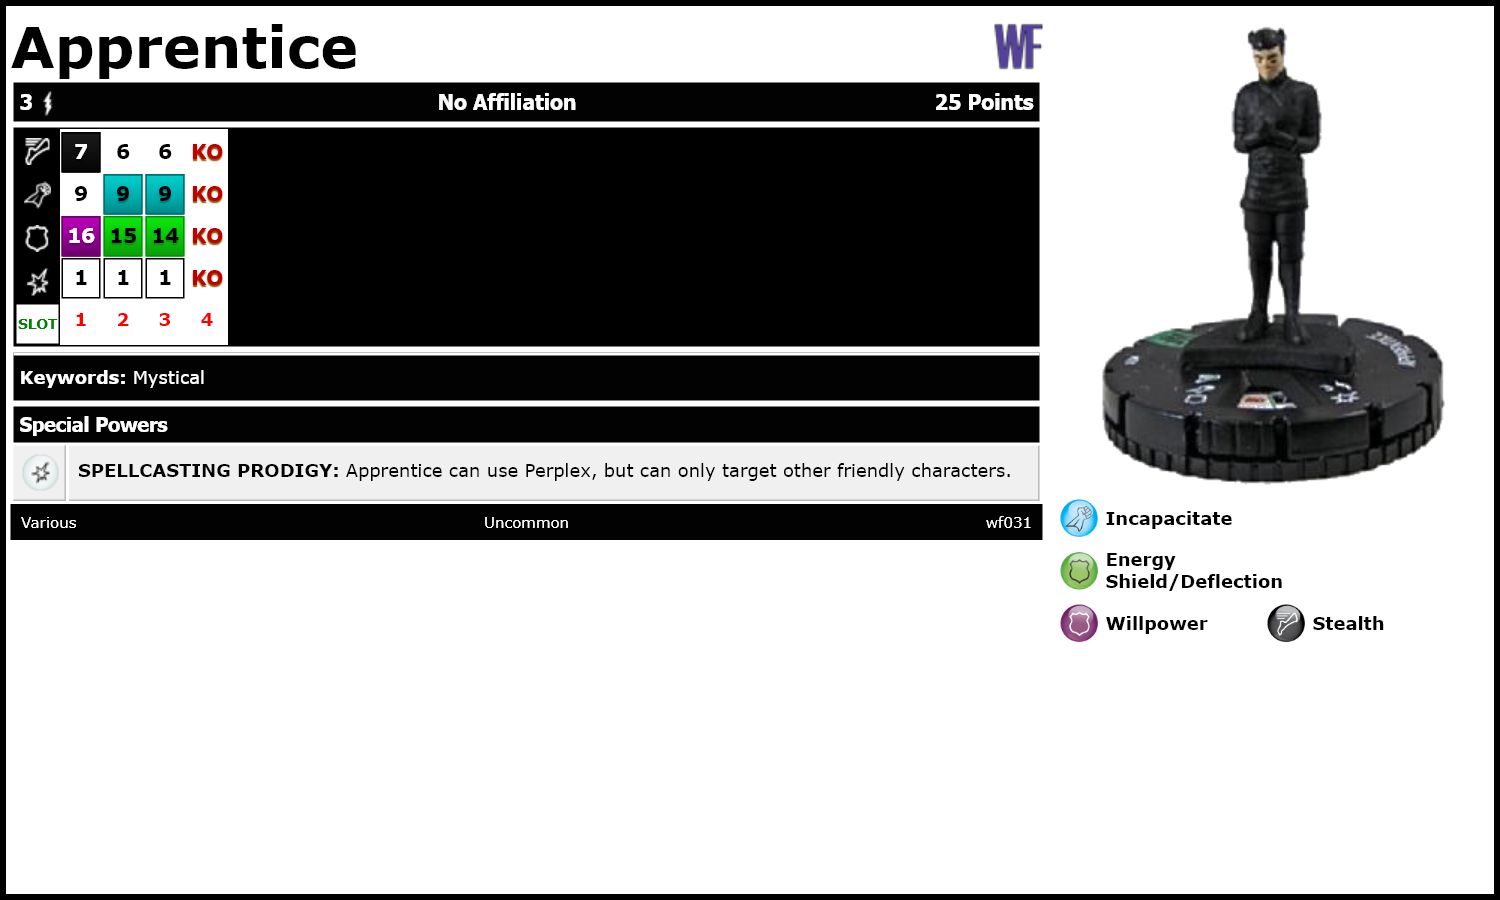 Apprentice
WF
3 No Affiliation 25 Points
7 6 6 KO
9 9 9 KO
16 15 14 KO
1 1 1 KO
SLOT 1 2 3 4
Keywords: Mystical
Special Powers
SPELLCASTING PRODIGY: Apprentice can use Perplex, but can only target other friendly characters.
Various Uncommon wf031
APPRENTICE
Incapacitate
Energy
Shield/Deflection
Willpower Stealth